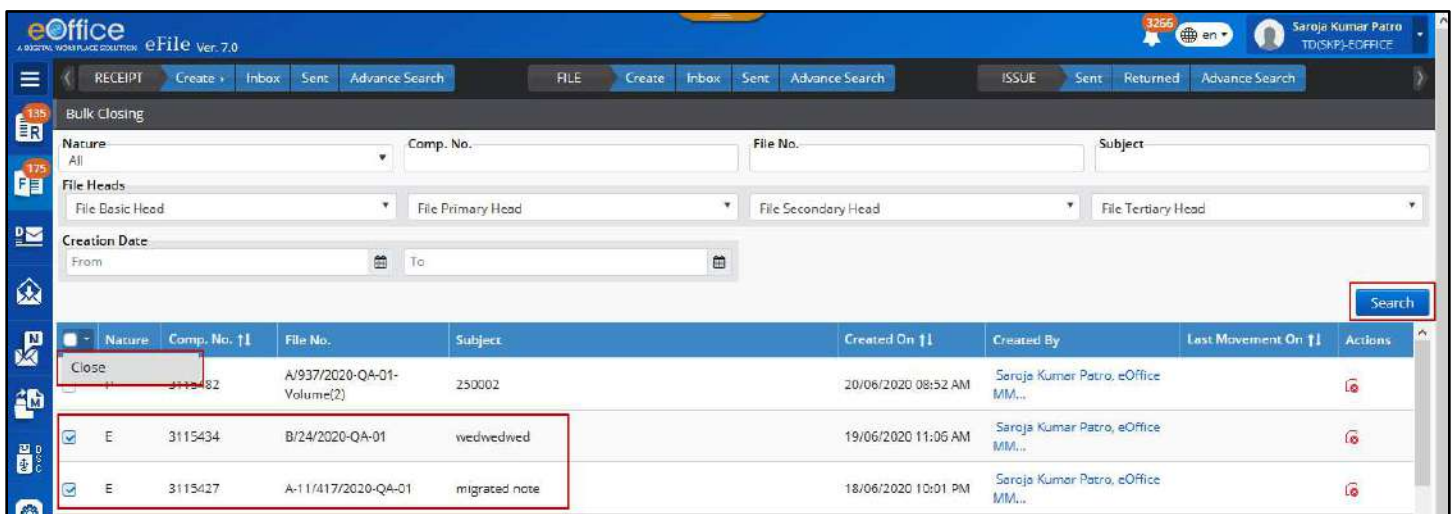 eOffice
A DIGITAL WORKPLACE SOLUTION eFile Ver. 7.0
3266 en Saroja Kumar Patro
TD(SKP)-EOFFICE
RECEIPT Create Inbox Sent Advance Search FILE Create Inbox Sent Advance Search ISSUE Sent Returned Advance Search
135 R Bulk Closing
Nature Comp. No. File No. Subject
All
175 F
File Heads
File Basic Head File Primary Head File Secondary Head File Tertiary Head
D
Creation Date
From To
Search
N
Nature Comp. No. File No. Subject Created On Created By Last Movement On Actions
Close
3115482 A/937/2020-QA-01-Volume(2) 250002 20/06/2020 08:52 AM Saroja Kumar Patro, eOffice MM...
M
E 3115434 B/24/2020-QA-01 wedwedwed 19/06/2020 11:06 AM Saroja Kumar Patro, eOffice MM...
DSC
E 3115427 A-11/417/2020-QA-01 migrated note 18/06/2020 10:01 PM Saroja Kumar Patro, eOffice MM...